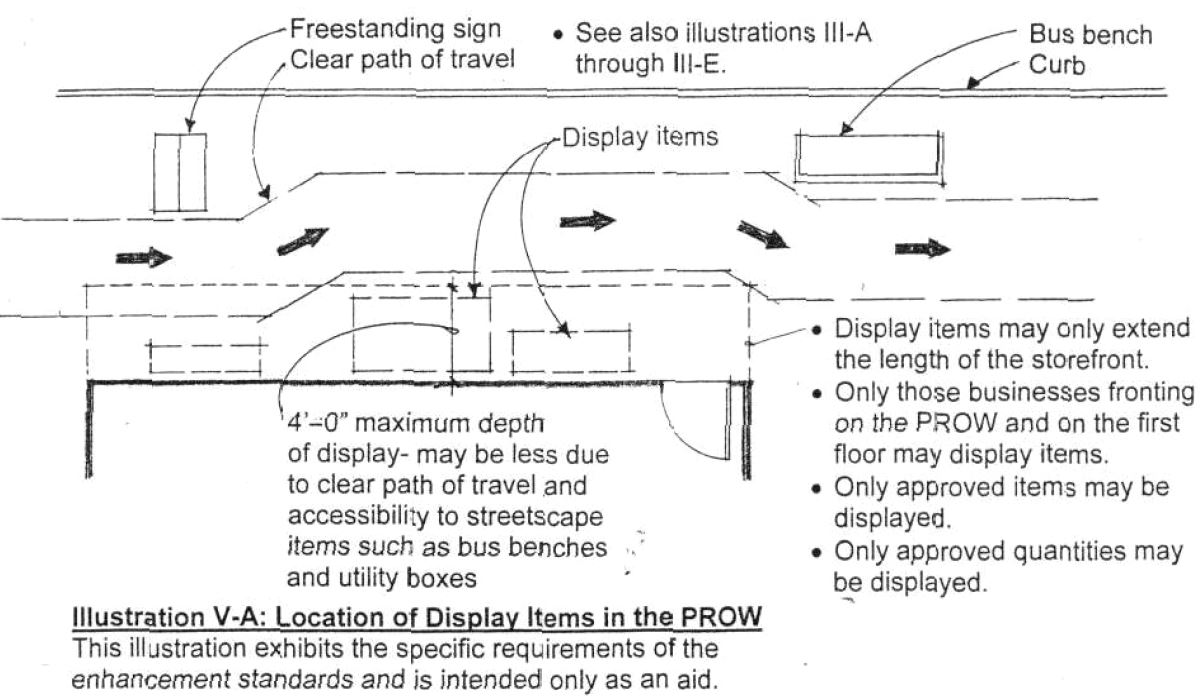 Freestanding sign
Clear path of travel
• See also illustrations III-A
through III-E.
Bus bench
Curb
Display items
• Display items may only extend
the length of the storefront.
• Only those businesses fronting
on the PROW and on the first
floor may display items.
• Only approved items may be
displayed.
• Only approved quantities may
be displayed.
4'–0" maximum depth
of display- may be less due
to clear path of travel and
accessibility to streetscape
items such as bus benches
and utility boxes
Illustration V-A: Location of Display Items in the PROW
This illustration exhibits the specific requirements of the
enhancement standards and is intended only as an aid.